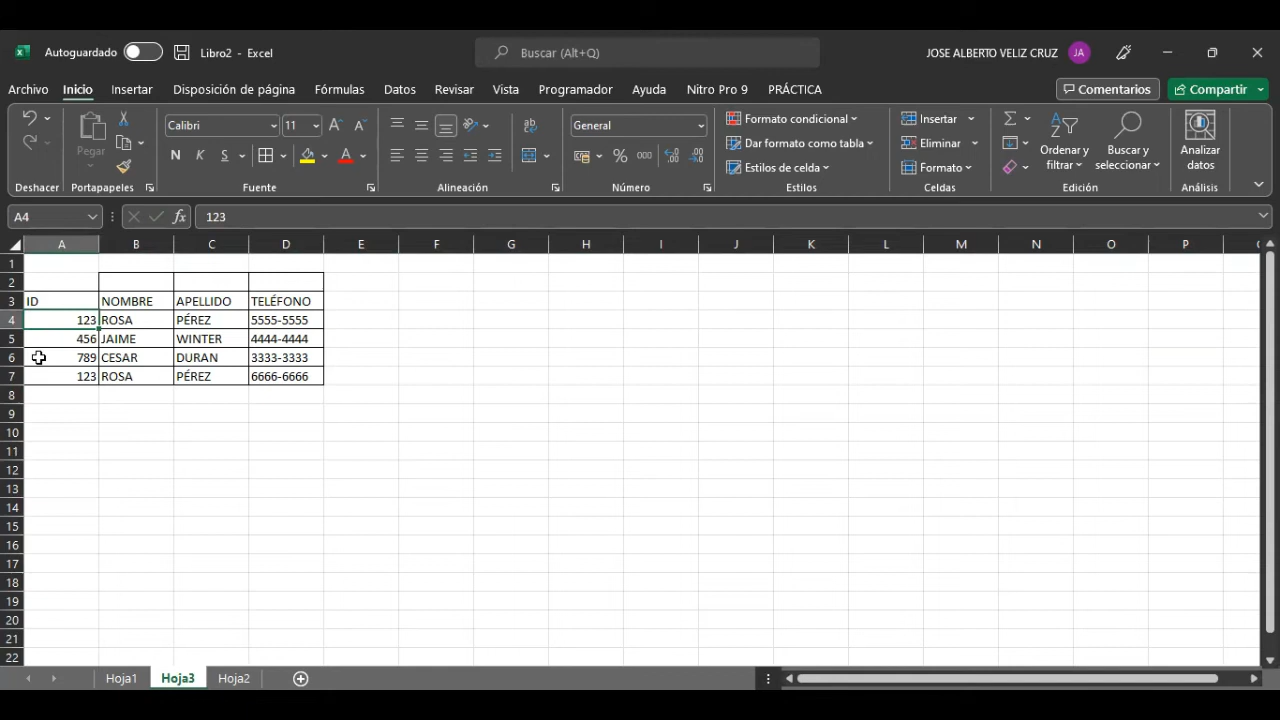 Autoguardado Libro2 - Excel Buscar (Alt+Q) JOSE ALBERTO VELIZ CRUZ JA
Archivo Inicio Insertar Disposición de página Fórmulas Datos Revisar Vista Programador Ayuda Nitro Pro 9 PRÁCTICA Comentarios Compartir
Pegar Calibri 11 General Formato condicional Insertar
N K S ab % 000 Dar formato como tabla Eliminar Ordenar y filtrar Buscar y seleccionar Analizar datos
Estilos de celda Formato
Deshacer Portapapeles Fuente Alineación Número Estilos Celdas Edición Análisis
A4 fx 123
A B C D E F G H I J K L M N O P
1
2
3 ID NOMBRE APELLIDO TELÉFONO
4 123 ROSA PÉREZ 5555-5555
5 456 JAIME WINTER 4444-4444
6 789 CESAR DURAN 3333-3333
7 123 ROSA PÉREZ 6666-6666
8
9
10
11
12
13
14
15
16
17
18
19
20
21
22
Hoja1 Hoja3 Hoja2